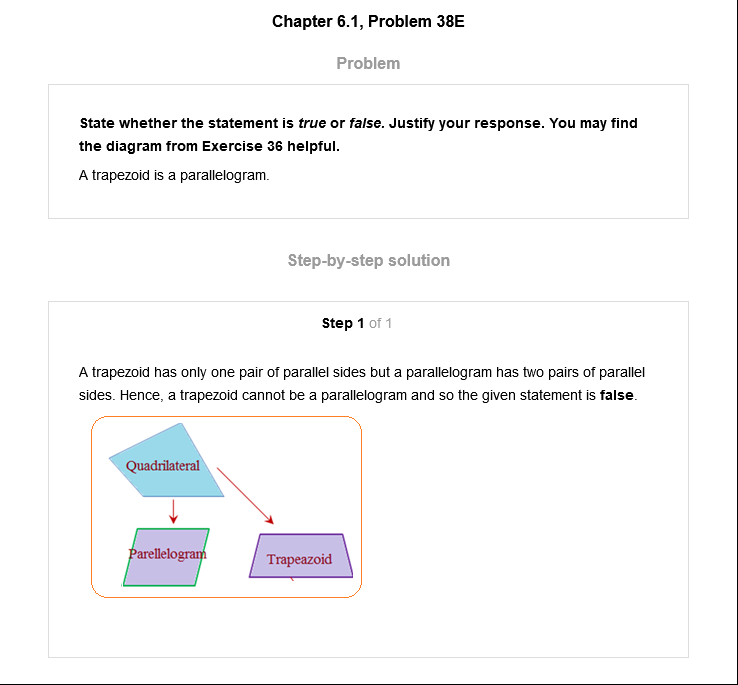 Chapter 6.1, Problem 38E
Problem
State whether the statement is true or false. Justify your response. You may find
the diagram from Exercise 36 helpful.
A trapezoid is a parallelogram.
Step-by-step solution
Step 1 of 1
A trapezoid has only one pair of parallel sides but a parallelogram has two pairs of parallel
sides. Hence, a trapezoid cannot be a parallelogram and so the given statement is false.
Quadrilateral
Parellelogram
Trapeazoid